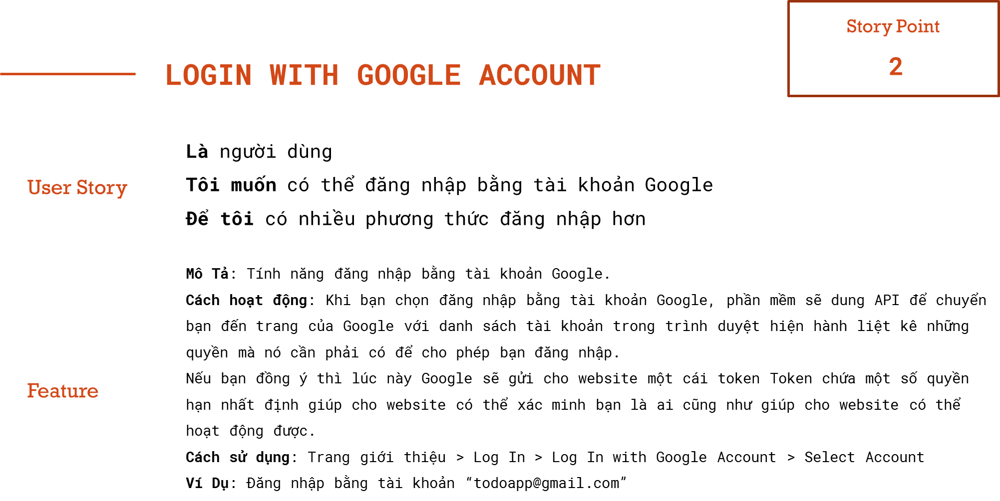 Story Point
2
LOGIN WITH GOOGLE ACCOUNT
User Story
Là người dùng
Tôi muốn có thể đăng nhập bằng tài khoản Google
Để tôi có nhiều phương thức đăng nhập hơn
Feature
Mô Tả: Tính năng đăng nhập bằng tài khoản Google.
Cách hoạt động: Khi bạn chọn đăng nhập bằng tài khoản Google, phần mềm sẽ dung API để chuyển
bạn đến trang của Google với danh sách tài khoản trong trình duyệt hiện hành liệt kê những
quyền mà nó cần phải có để cho phép bạn đăng nhập.
Nếu bạn đồng ý thì lúc này Google sẽ gửi cho website một cái token Token chứa một số quyền
hạn nhất định giúp cho website có thể xác minh bạn là ai cũng như giúp cho website có thể
hoạt động được.
Cách sử dụng: Trang giới thiệu > Log In > Log In with Google Account > Select Account
Ví Dụ: Đăng nhập bằng tài khoản “todoapp@gmail.com”